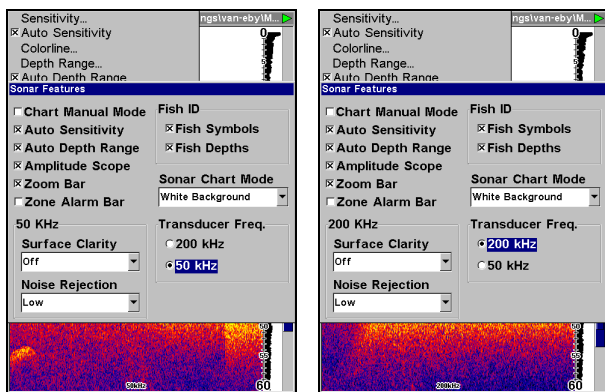 Sensitivity...
ngs\van-eby\M...
Auto Sensitivity
0
Colorline...
Depth Range...
5
Auto Depth Range
Sonar Features
Chart Manual Mode
Auto Sensitivity
Auto Depth Range
Amplitude Scope
Zoom Bar
Zone Alarm Bar
Fish ID
Fish Symbols
Fish Depths
Sonar Chart Mode
White Background
50 KHz
Surface Clarity
Off
Noise Rejection
Low
Transducer Freq.
200 kHz
50 kHz
50
55
50kHz
60
Sensitivity...
ngs\van-eby\M...
Auto Sensitivity
0
Colorline...
Depth Range...
5
Auto Depth Range
Sonar Features
Chart Manual Mode
Auto Sensitivity
Auto Depth Range
Amplitude Scope
Zoom Bar
Zone Alarm Bar
Fish ID
Fish Symbols
Fish Depths
Sonar Chart Mode
White Background
200 KHz
Surface Clarity
Off
Noise Rejection
Low
Transducer Freq.
200 kHz
50 kHz
50
55
200kHz
60